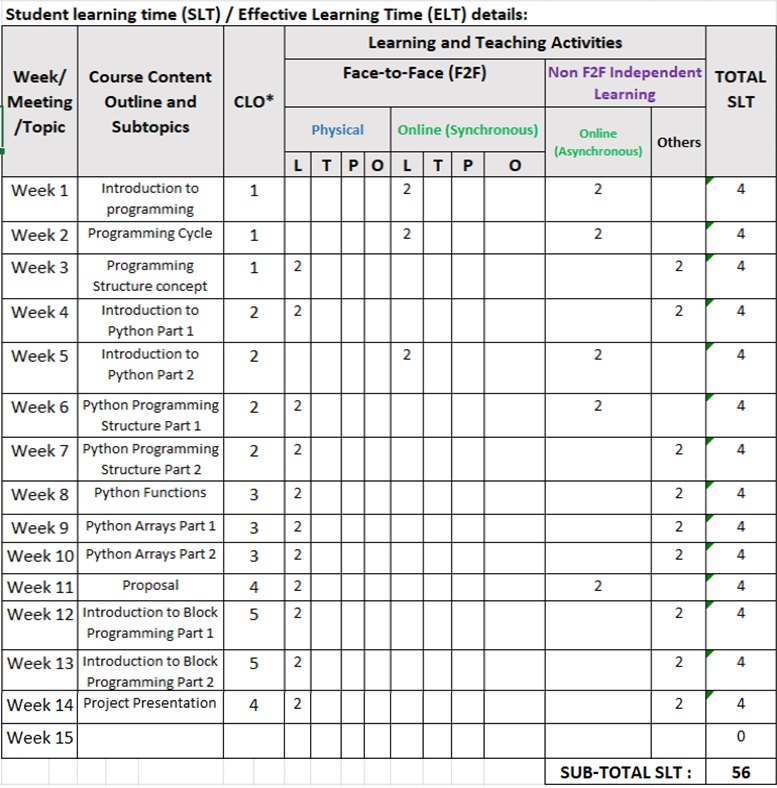 Student learning time (SLT) / Effective Learning Time (ELT) details:
Week/ Meeting /Topic
Course Content Outline and Subtopics
CLO*
Learning and Teaching Activities
Face-to-Face (F2F)
Non F2F Independent Learning
TOTAL SLT
Physical
Online (Synchronous)
Online (Asynchronous)
Others
L T P O L T P O
Week 1 Introduction to programming 1 2 2 4
Week 2 Programming Cycle 1 2 2 4
Week 3 Programming Structure concept 1 2 2 4
Week 4 Introduction to Python Part 1 2 2 2 4
Week 5 Introduction to Python Part 2 2 2 2 4
Week 6 Python Programming Structure Part 1 2 2 2 4
Week 7 Python Programming Structure Part 2 2 2 2 4
Week 8 Python Functions 3 2 2 4
Week 9 Python Arrays Part 1 3 2 2 4
Week 10 Python Arrays Part 2 3 2 2 4
Week 11 Proposal 4 2 2 4
Week 12 Introduction to Block Programming Part 1 5 2 2 4
Week 13 Introduction to Block Programming Part 2 5 2 2 4
Week 14 Project Presentation 4 2 2 4
Week 15 0
SUB-TOTAL SLT : 56